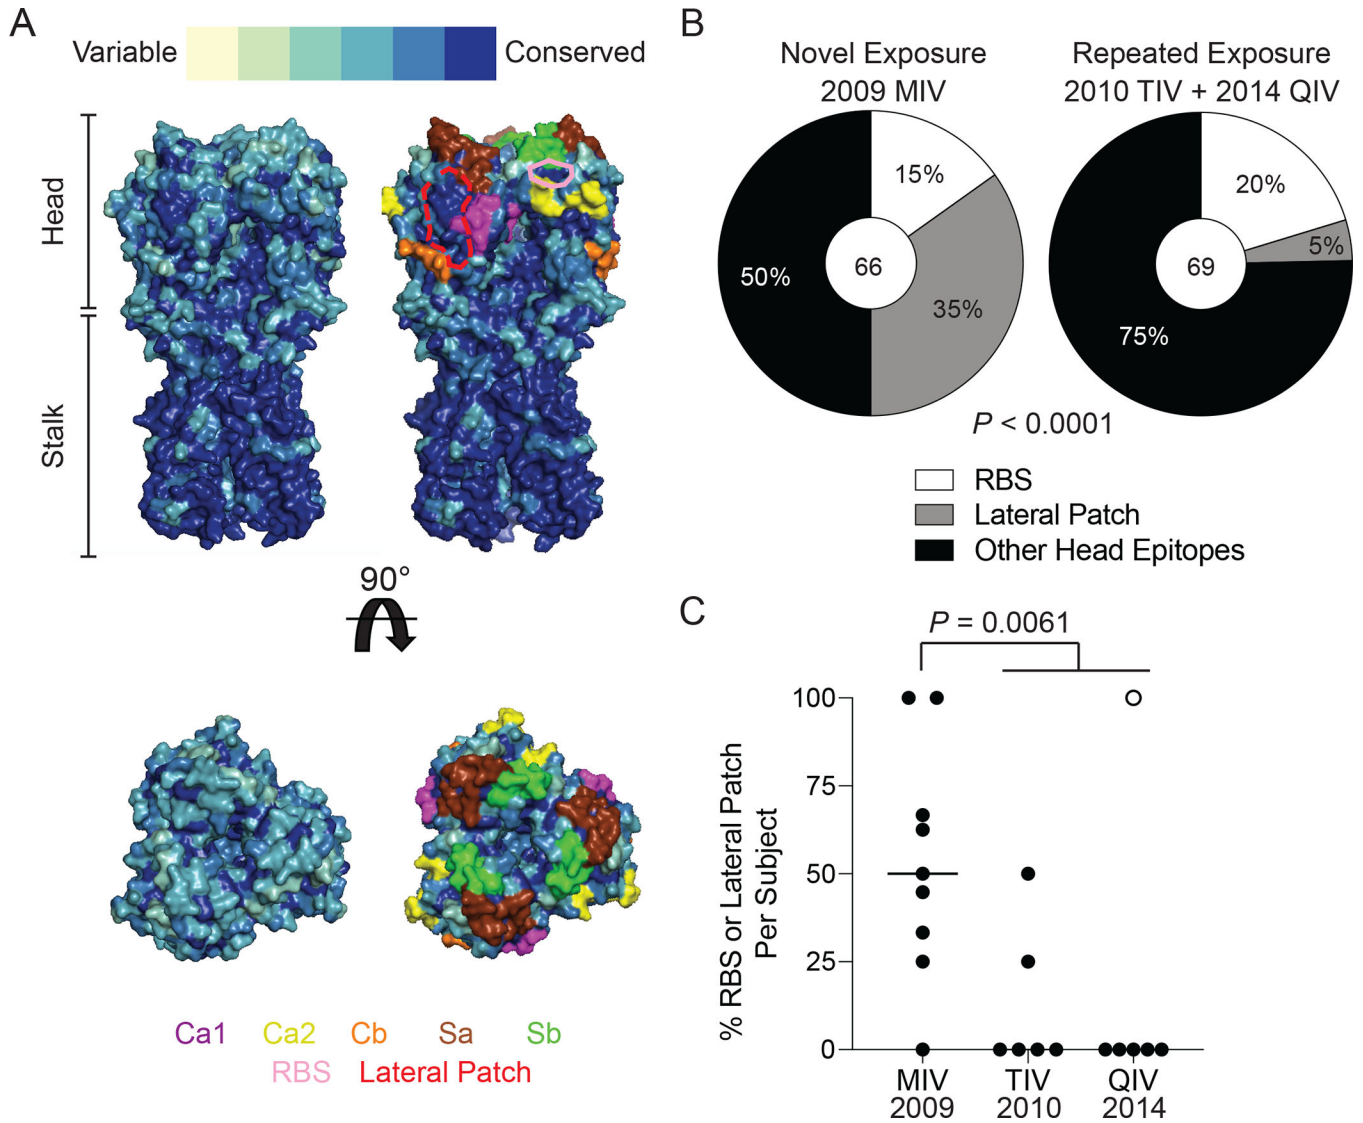 A
Variable
Conserved
Head
Stalk
90°
Ca1 Ca2 Cb Sa Sb
RBS Lateral Patch
B
Novel Exposure
2009 MIV
Repeated Exposure
2010 TIV + 2014 QIV
15%
35%
50%
66
20%
5%
75%
69
P < 0.0001
RBS
Lateral Patch
Other Head Epitopes
C
P = 0.0061
% RBS or Lateral Patch
Per Subject
100
75
50
25
0
MIV
2009
TIV
2010
QIV
2014